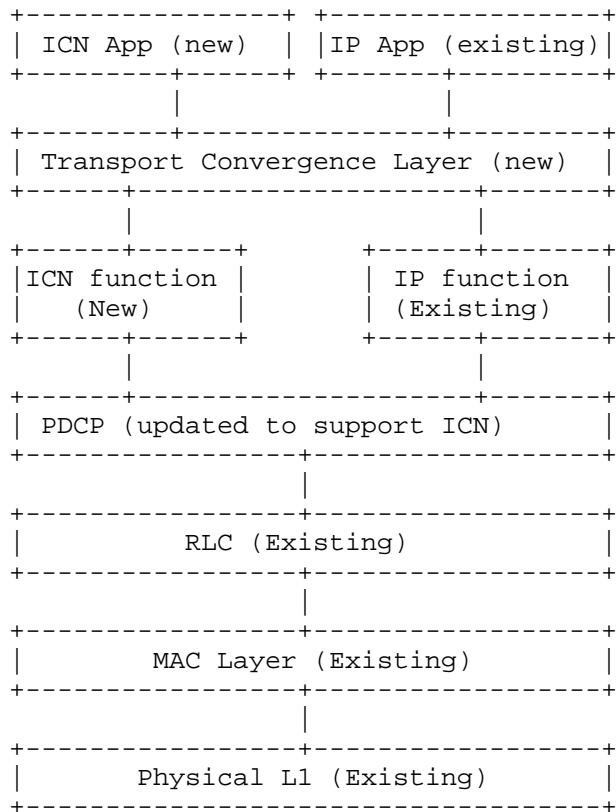 ICN App (new) IP App (existing)
Transport Convergence Layer (new)
ICN function IP function
(New) (Existing)
PDCP (updated to support ICN)
RLC (Existing)
MAC Layer (Existing)
Physical L1 (Existing)